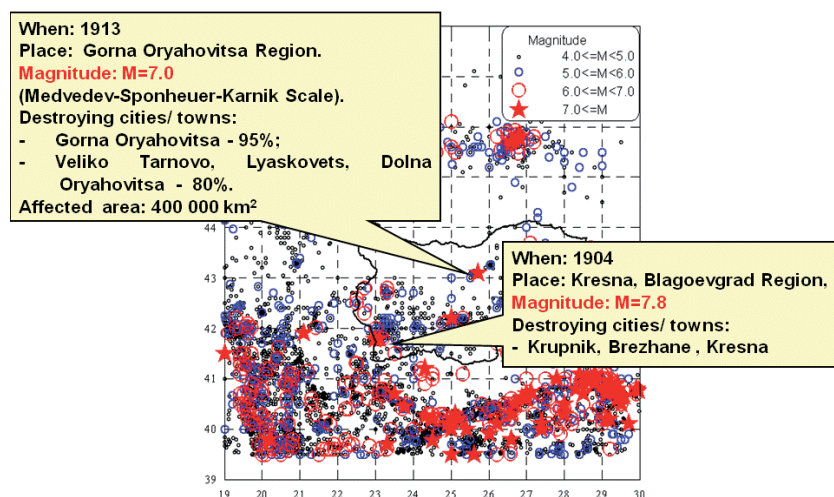 When: 1913
Place: Gorna Oryahovitsa Region.
Magnitude: M=7.0
(Medvedev-Sponheuer-Karnik Scale).
Destroying cities/ towns:
- Gorna Oryahovitsa - 95%;
- Veliko Tarnovo, Lyaskovets, Dolna
Oryahovitsa - 80%.
Affected area: 400 000 km²
Magnitude
4.0<=M<5.0
5.0<=M<6.0
6.0<=M<7.0
7.0<=M
When: 1904
Place: Kresna, Blagoevgrad Region,
Magnitude: M=7.8
Destroying cities/ towns:
- Krupnik, Brezhane , Kresna
44
43
42
41
40
39
19 20 21 22 23 24 25 26 27 28 29 30